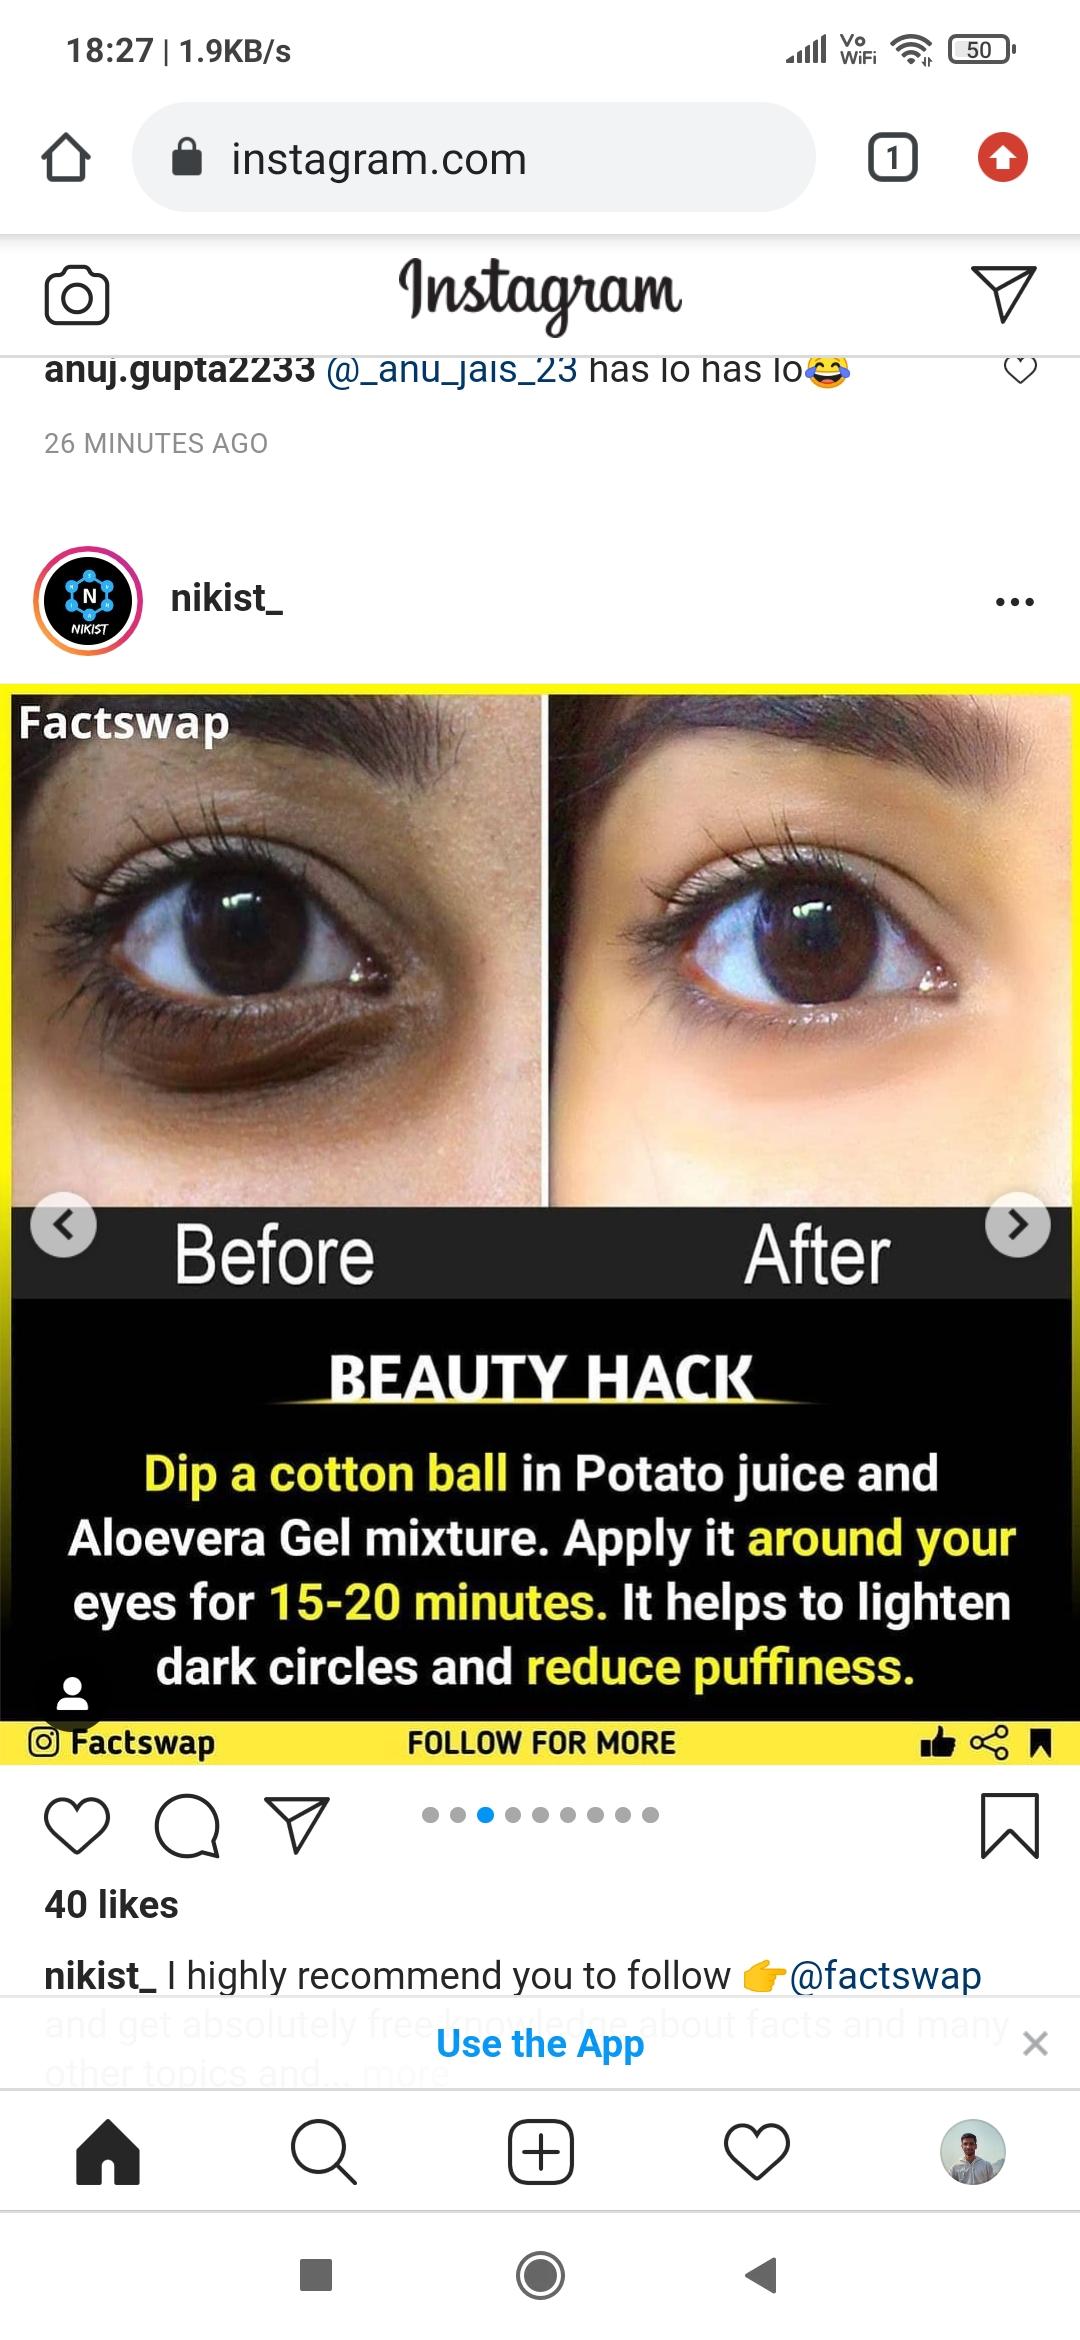 18:27 | 1.9KB/s
Vo
WiFi
50
instagram.com
1
Instagram
anuj.gupta2233 @_anu_jais_23 has lo has lo😂
26 MINUTES AGO
N
NIKIST
nikist_
Factswap
Before
After
BEAUTY HACK
Dip a cotton ball in Potato juice and
Aloevera Gel mixture. Apply it around your
eyes for 15-20 minutes. It helps to lighten
dark circles and reduce puffiness.
Factswap
FOLLOW FOR MORE
40 likes
nikist_ I highly recommend you to follow 👉@factswap
and get absolutely free knowledge about facts and many
other topics and... more
Use the App